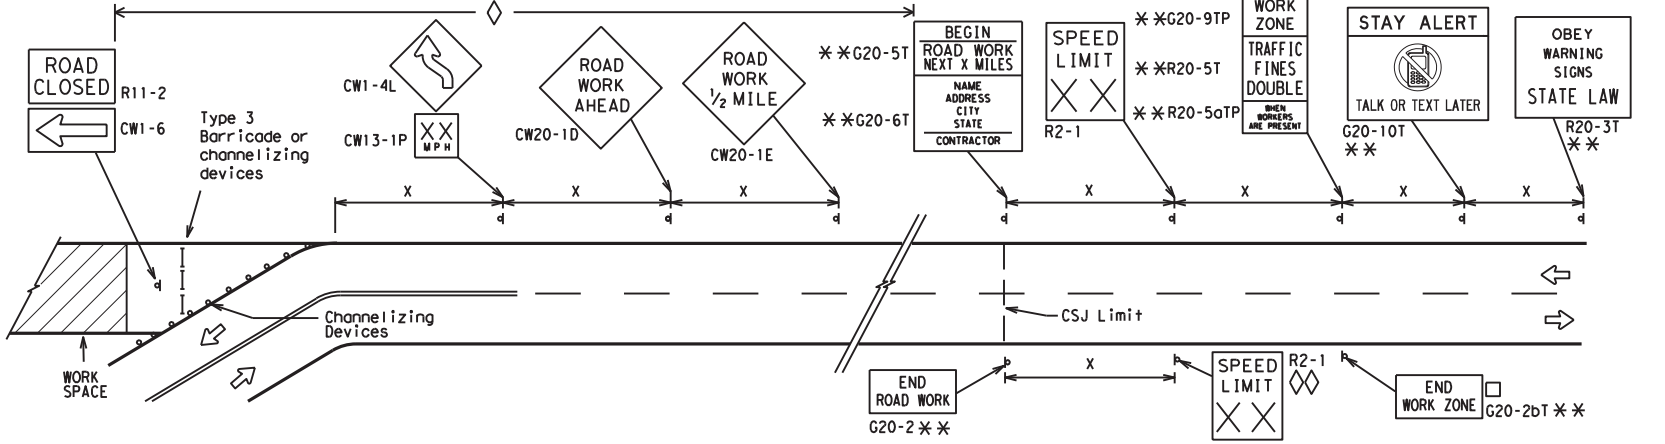 ROAD
CLOSED
R11-2
CW1-6
Type 3
Barricade or
channelizing
devices
CW1-4L
XX
MPH
CW13-1P
ROAD
WORK
AHEAD
CW20-1D
ROAD
WORK
1/2 MILE
CW20-1E
**G20-5T
**G20-6T
BEGIN
ROAD WORK
NEXT X MILES
NAME
ADDRESS
CITY
STATE
CONTRACTOR
SPEED
LIMIT
XX
R2-1
**G20-9TP
**R20-5T
**R20-5aTP
WORK
ZONE
TRAFFIC
FINES
DOUBLE
WHEN
WORKERS
ARE PRESENT
STAY ALERT
TALK OR TEXT LATER
G20-10T
**
OBEY
WARNING
SIGNS
STATE LAW
R20-3T
**
X X X X X X X
Channelizing
Devices
WORK
SPACE
CSJ Limit
X
END
ROAD WORK
G20-2 **
SPEED
LIMIT
XX
R2-1
END
WORK ZONE
G20-2bT **